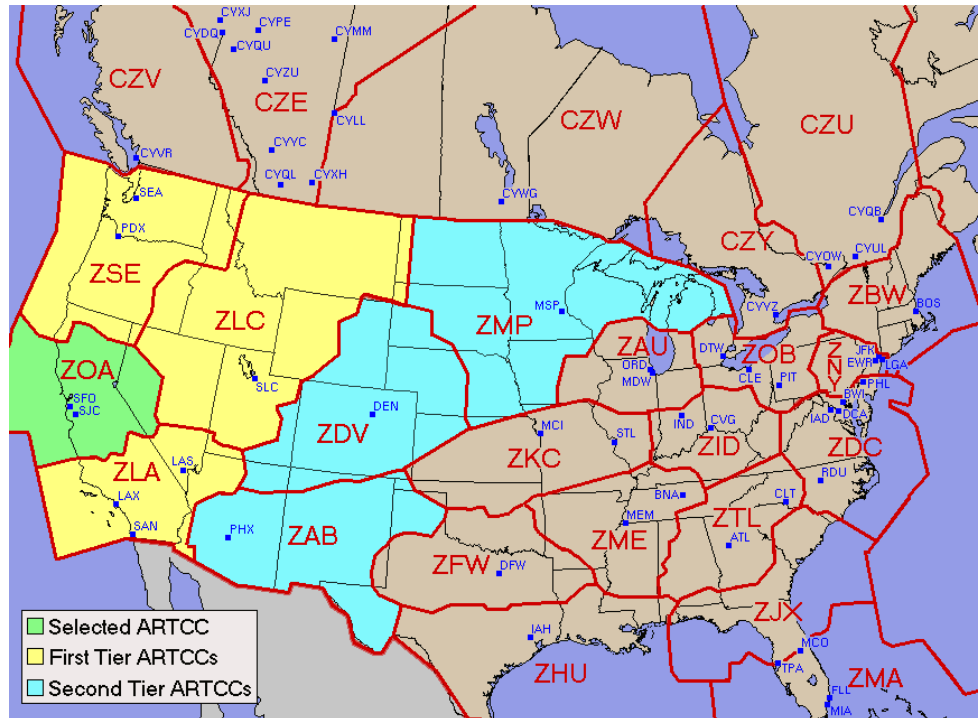 CYXJ
CYPE
CYDQ
CYQU
CYMM
CZV
CYZU
CZE
CZW
CZU
CYLL
CYYC
CYVR
CYQL
CYXH
CYWG
SEA
CYQB
PDX
CZY
CYOW
CYUL
ZSE
ZBW
ZLC
MSP
ZMP
CYYZ
BOS
ZOA
ZAU
DTW
ZOB
ZNY
JFK
EWR
LGA
ORD
MDW
CLE
PIT
PHL
SLC
SFO
SJC
DEN
BWI
IAD
DCA
ZDV
MCI
STL
IND
CVG
ZID
ZDC
ZKC
ZLA
LAS
RDU
LAX
BNA
CLT
SAN
PHX
ZAB
MEM
ZME
ZTL
ATL
ZFW
DFW
ZJX
Selected ARTCC
First Tier ARTCCs
Second Tier ARTCCs
IAH
MCO
TPA
ZHU
ZMA
FLL
MIA